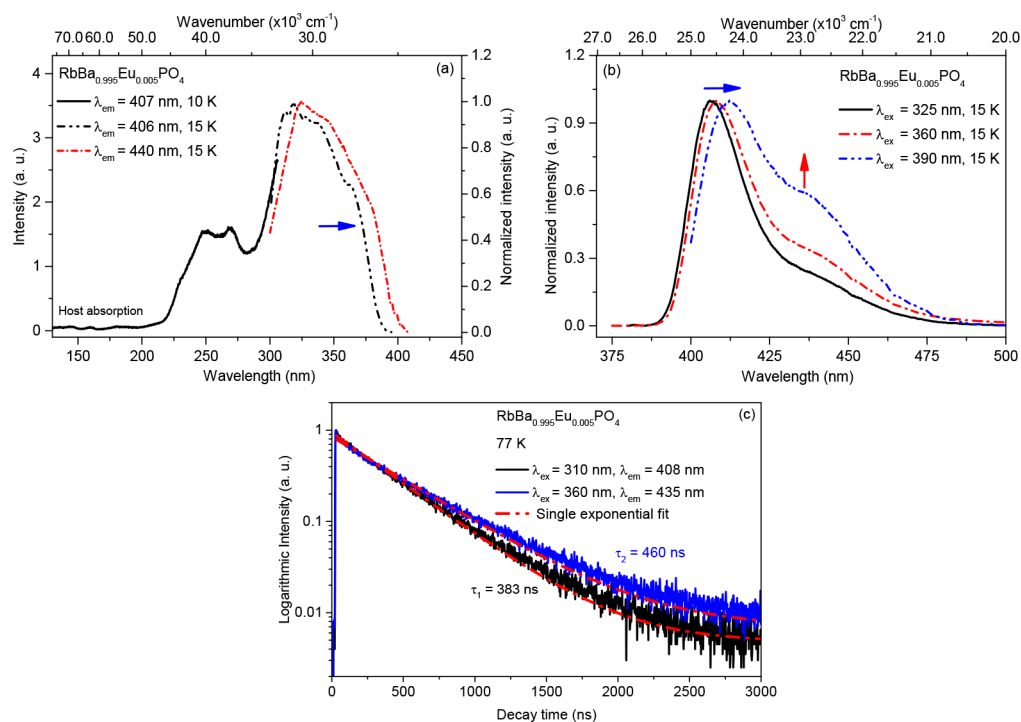 Wavenumber (x10³ cm⁻¹)
70.0 60.0 50.0 40.0 30.0
(a)
RbBa₀.₉₉₅Eu₀.₀₀₅PO₄
λem = 407 nm, 10 K
λem = 406 nm, 15 K
λem = 440 nm, 15 K
Host absorption
Intensity (a. u.)
4
3
2
1
0
Normalized intensity (a. u.)
1.2
1.0
0.8
0.6
0.4
0.2
0.0
150 200 250 300 350 400 450
Wavelength (nm)
Wavenumber (x10³ cm⁻¹)
27.0 26.0 25.0 24.0 23.0 22.0 21.0 20.0
(b)
RbBa₀.₉₉₅Eu₀.₀₀₅PO₄
λex = 325 nm, 15 K
λex = 360 nm, 15 K
λex = 390 nm, 15 K
Normalized intensity (a. u.)
1.2
0.9
0.6
0.3
0.0
375 400 425 450 475 500
Wavelength (nm)
(c)
RbBa₀.₉₉₅Eu₀.₀₀₅PO₄
77 K
λex = 310 nm, λem = 408 nm
λex = 360 nm, λem = 435 nm
Single exponential fit
τ₂ = 460 ns
τ₁ = 383 ns
Logarithmic Intensity (a. u.)
1
0.1
0.01
0 500 1000 1500 2000 2500 3000
Decay time (ns)